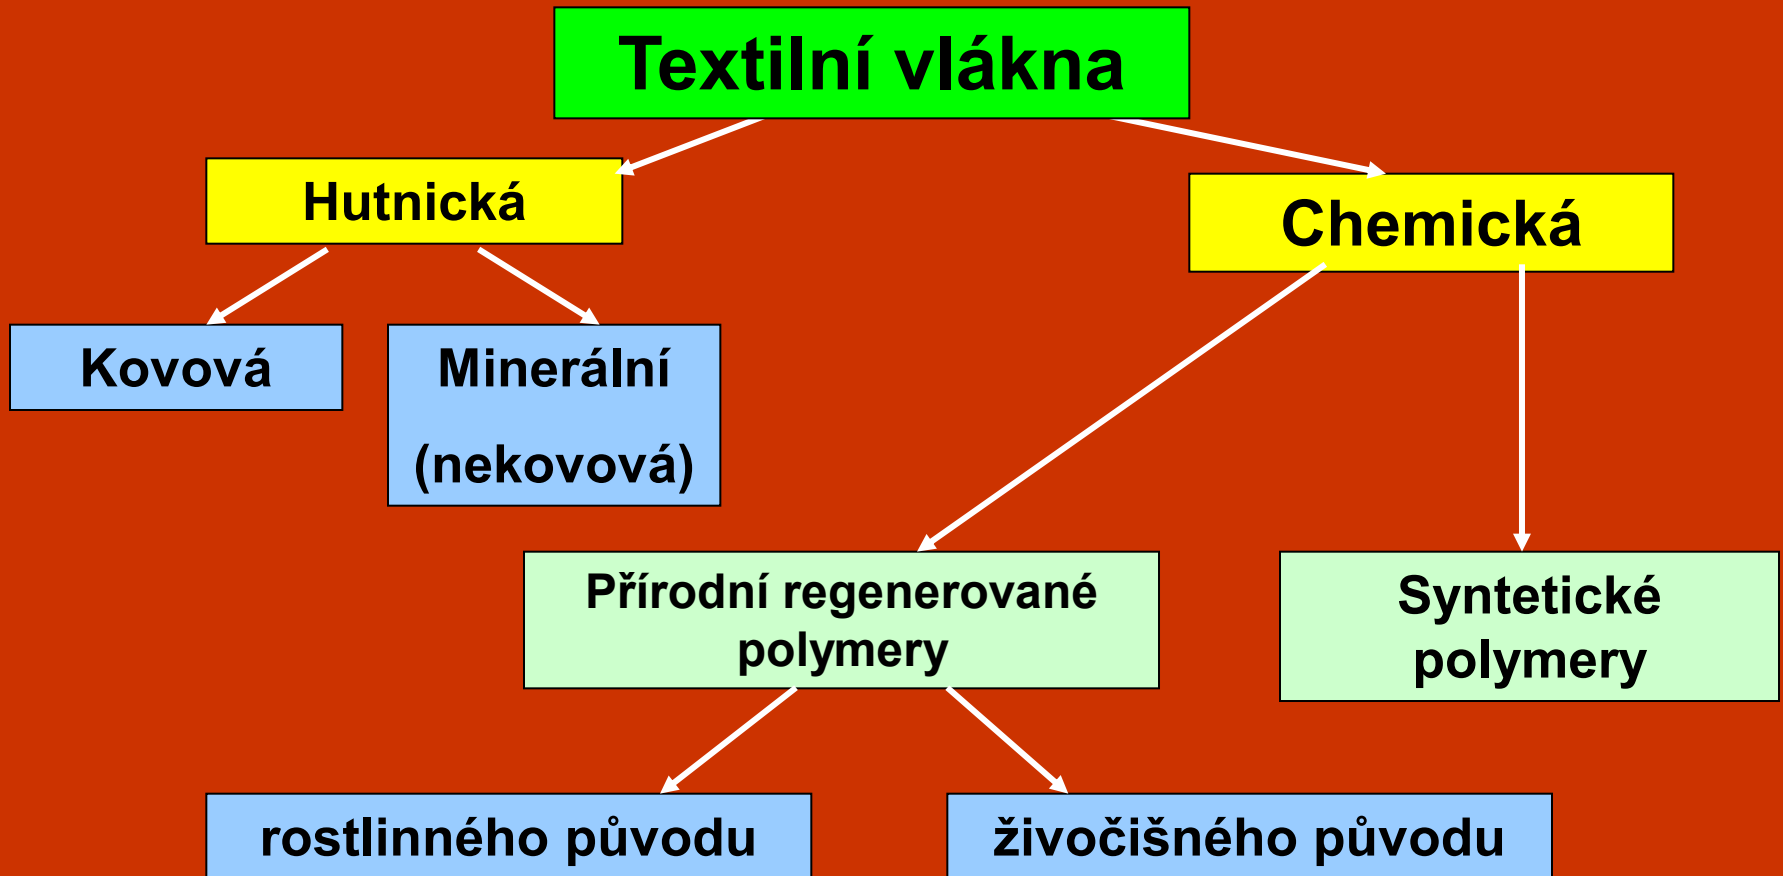 Textilní vlákna
Hutnická
Chemická
Kovová
Minerální
(nekovová)
Přírodní regenerované
polymery
Syntetické
polymery
rostlinného původu
živočišného původu